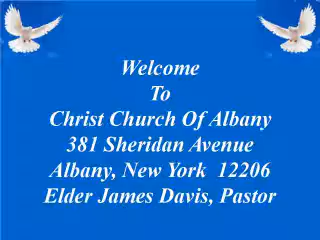 Welcome
To
Christ Church Of Albany
381 Sheridan Avenue
Albany, New York  12206
Elder James Davis, Pastor